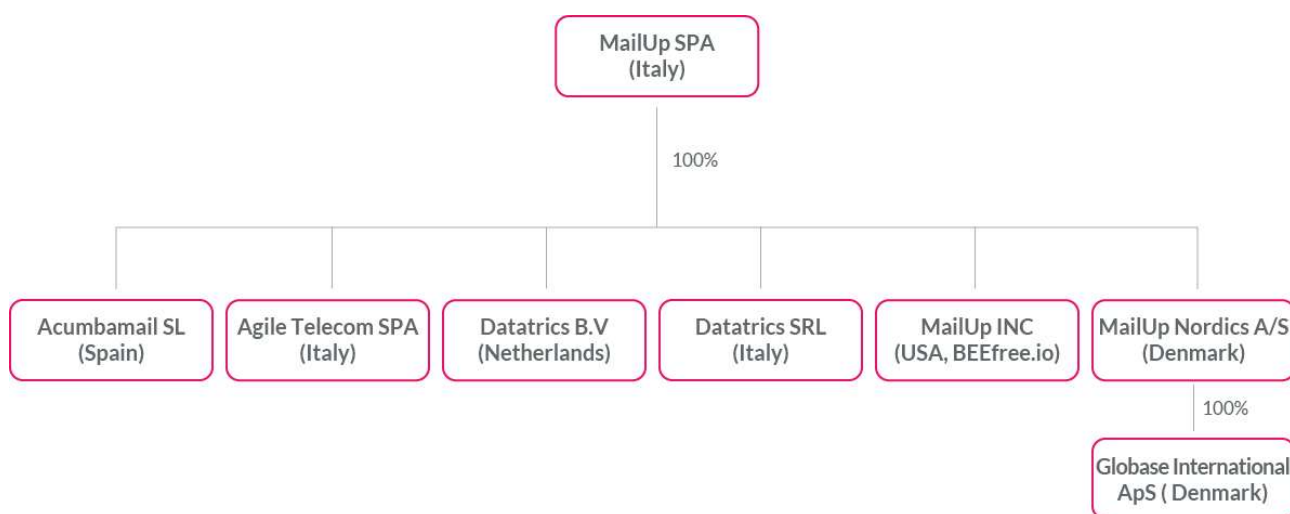 MailUp SPA
(Italy)
100%
Acumbamail SL
(Spain)
Agile Telecom SPA
(Italy)
Datatrics B.V
(Netherlands)
Datatrics SRL
(Italy)
MailUp INC
(USA, BEEfree.io)
MailUp Nordics A/S
(Denmark)
100%
Globase International
ApS ( Denmark)